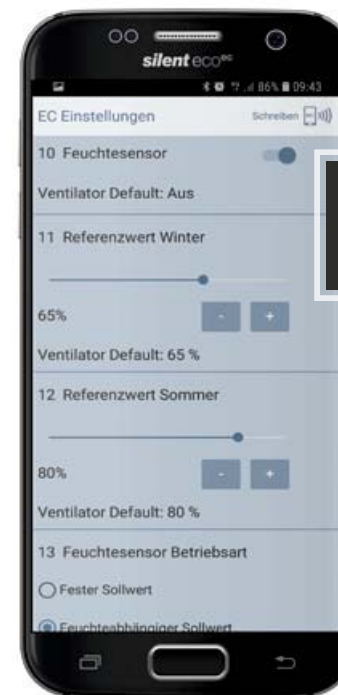 silent eco ec
86% 09:43
EC Einstellungen Schreiben
10 Feuchtesensor
Ventilator Default: Aus
11 Referenzwert Winter
65% - +
Ventilator Default: 65 %
12 Referenzwert Sommer
80% - +
Ventilator Default: 80 %
13 Feuchtesensor Betriebsart
Fester Sollwert
Feuchteabhängiger Sollwert